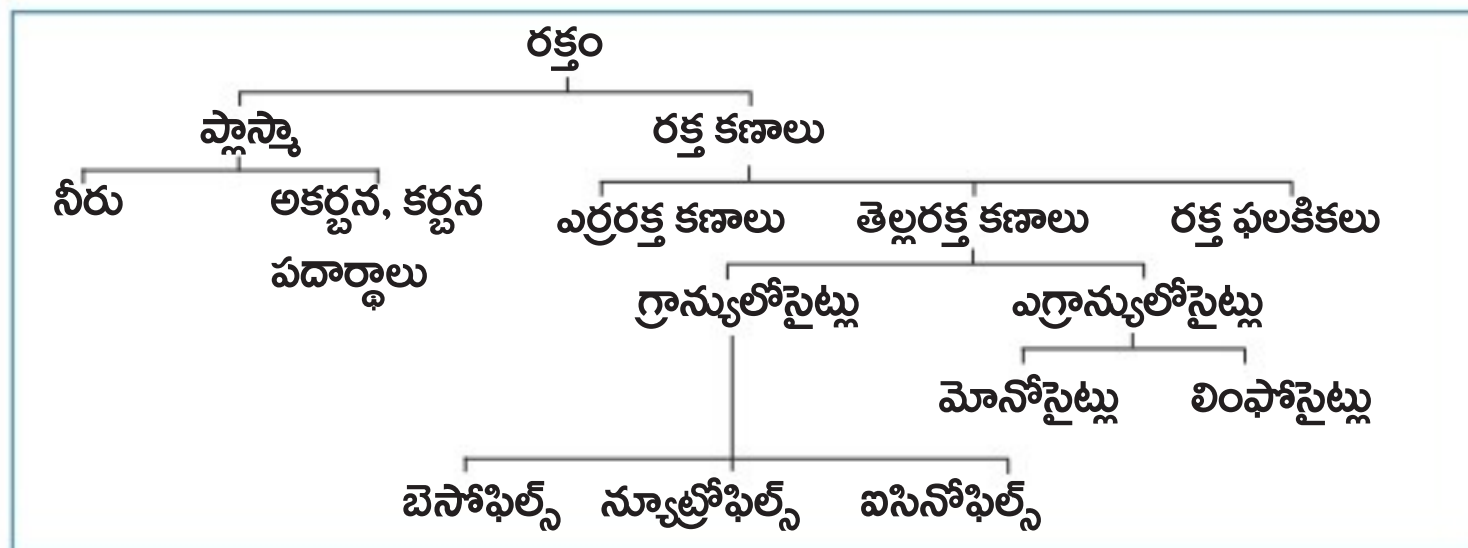 రక్తం
ప్లాస్మా రక్త కణాలు
నీరు అకర్బన, కర్బన
పదార్థాలు
ఎర్రరక్త కణాలు తెల్లరక్త కణాలు రక్త ఫలకికలు
గ్రాన్యులోసైట్లు ఎగ్రాన్యులోసైట్లు
మోనోసైట్లు లింఫోసైట్లు
బెసోఫిల్స్ న్యూట్రోఫిల్స్ ఐసినోఫిల్స్